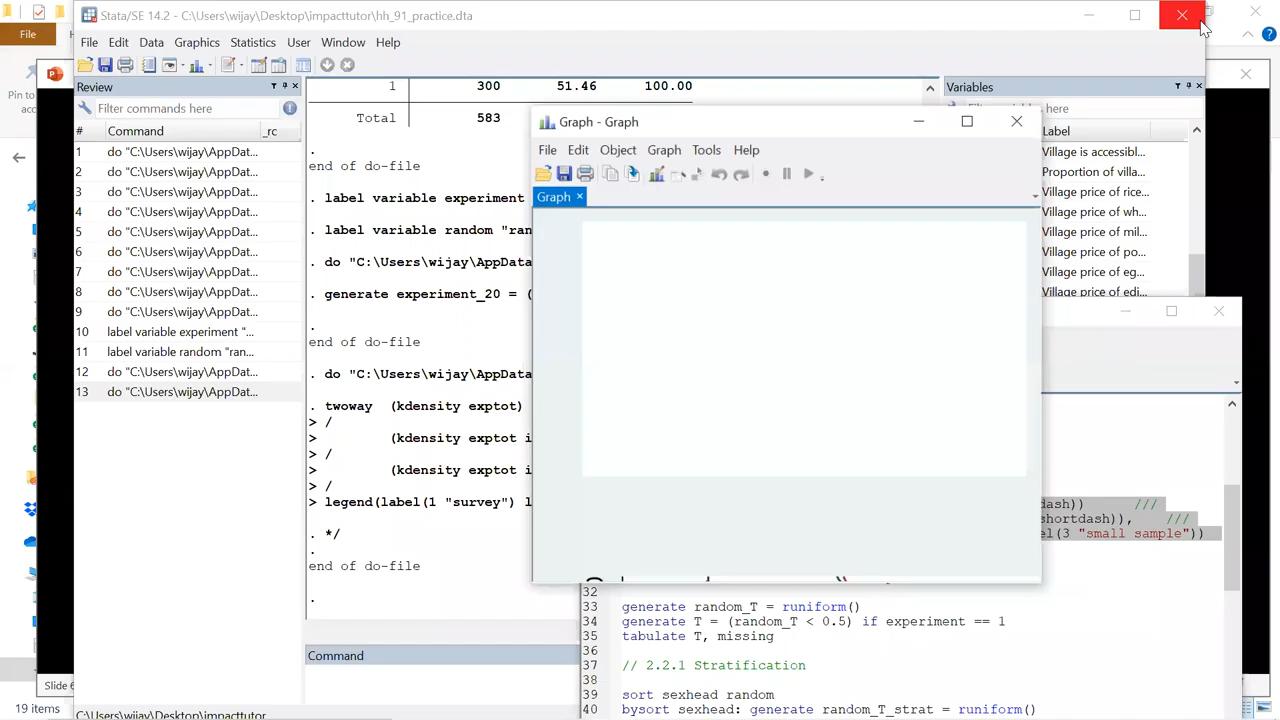 File
Stata/SE 14.2 - C:\Users\wijay\Desktop\impacttutor\hh_91_practice.dta
File Edit Data Graphics Statistics User Window Help
Pin to
Review
Filter commands here
# Command _rc
1 do "C:\Users\wijay\AppDat...
2 do "C:\Users\wijay\AppDat...
3 do "C:\Users\wijay\AppDat...
4 do "C:\Users\wijay\AppDat...
5 do "C:\Users\wijay\AppDat...
6 do "C:\Users\wijay\AppDat...
7 do "C:\Users\wijay\AppDat...
8 do "C:\Users\wijay\AppDat...
9 do "C:\Users\wijay\AppDat...
10 label variable experiment "...
11 label variable random "ran...
12 do "C:\Users\wijay\AppDat...
13 do "C:\Users\wijay\AppDat...
1 300 51.46 100.00
Total 583
.
end of do-file
. label variable experiment
. label variable random "ran
. do "C:\Users\wijay\AppData
. generate experiment_20 = (
.
end of do-file
. do "C:\Users\wijay\AppData
. twoway (kdensity exptot)
> /
(kdensity exptot i
> /
(kdensity exptot i
> /
> legend(label(1 "survey") l
. */
.
end of do-file
.
Command
C:\Users\wijay\Desktop\impacttutor
Graph - Graph
File Edit Object Graph Tools Help
Graph ×
Variables
here
Label
Village is accessibl...
Proportion of villa...
Village price of rice...
Village price of wh...
Village price of mil...
Village price of po...
Village price of eg...
Village price of edi...
dash)) ///
shortdash)), ///
el(3 "small sample"))
32
33 generate random_T = runiform()
34 generate T = (random_T < 0.5) if experiment == 1
35 tabulate T, missing
36
37 // 2.2.1 Stratification
38
39 sort sexhead random
40 bysort sexhead: generate random_T_strat = runiform()
Slide 6
19 items